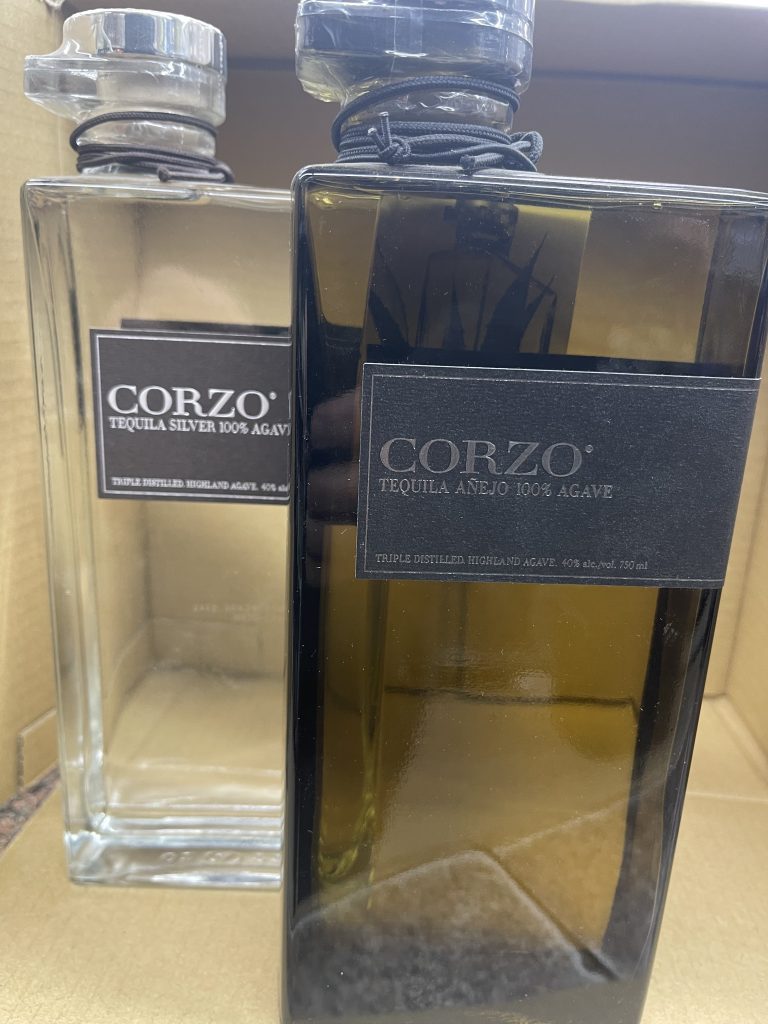 CORZO®
TEQUILA SILVER 100% AGAV
TRIPLE DISTILLED. HIGHLAND AGAVE. 40% alc
CORZO®
TEQUILA AÑEJO 100% AGAVE
TRIPLE DISTILLED. HIGHLAND AGAVE. 40% alc./vol. 750 ml